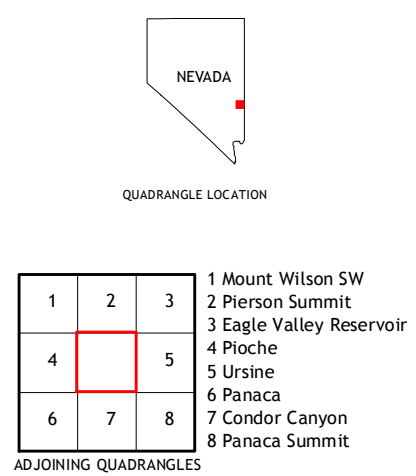 NEVADA
QUADRANGLE LOCATION
1 2 3
4 5
6 7 8
1 Mount Wilson SW
2 Pierson Summit
3 Eagle Valley Reservoir
4 Pioche
5 Ursine
6 Panaca
7 Condor Canyon
8 Panaca Summit
ADJOINING QUADRANGLES